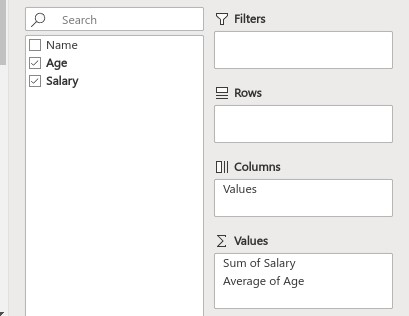 Search
Name
Age
Salary
Filters
Rows
Columns
Values
Values
Sum of Salary
Average of Age